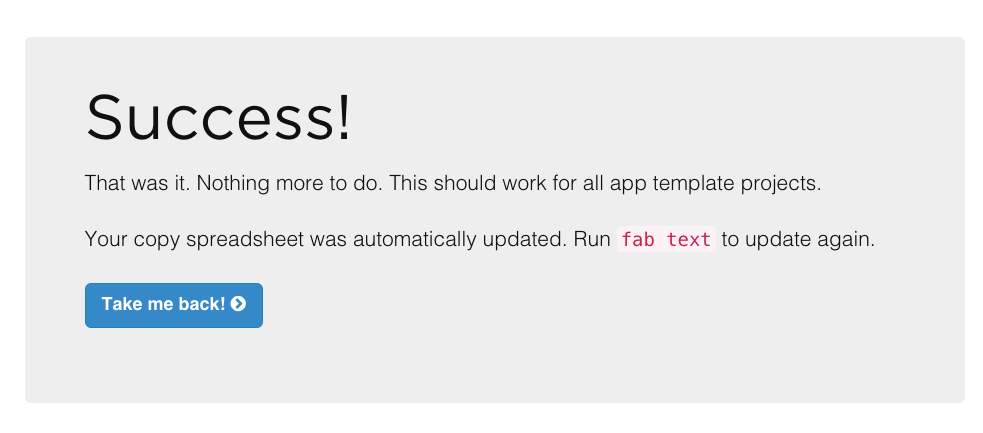 Success!
That was it. Nothing more to do. This should work for all app template projects.
Your copy spreadsheet was automatically updated. Run fab text to update again.
Take me back!